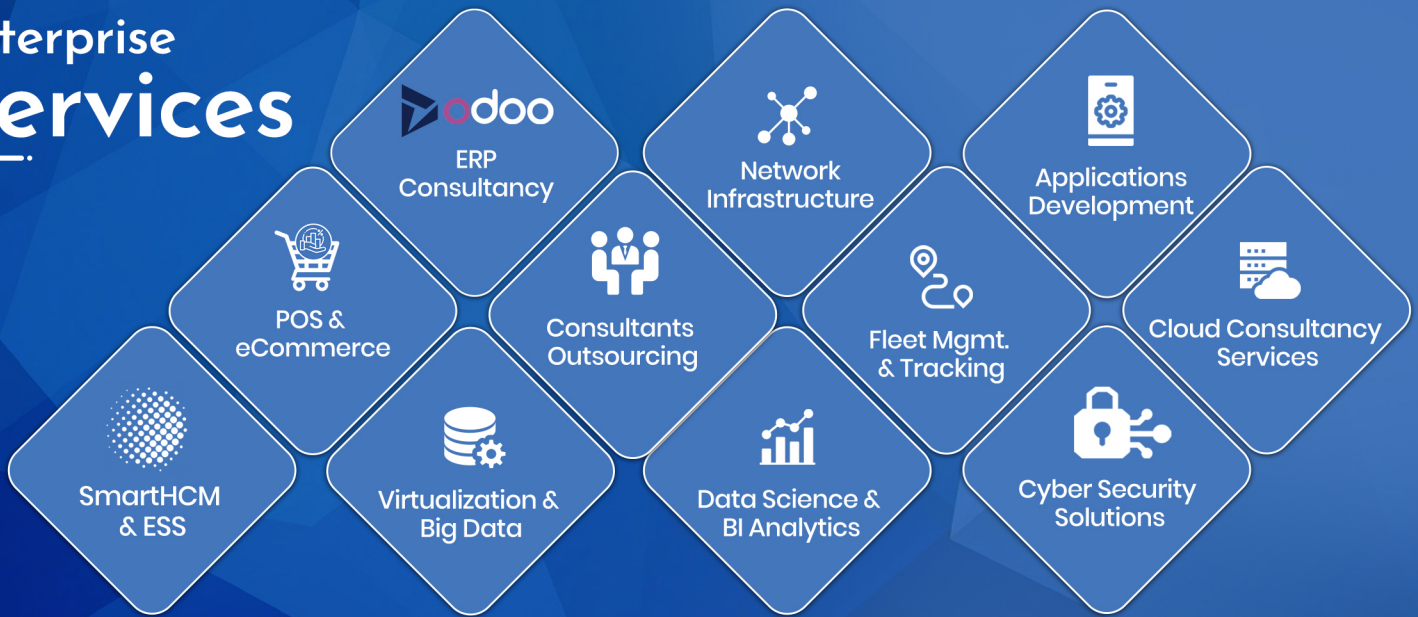 terprise
ervices
odoo
ERP
Consultancy
Network
Infrastructure
Applications
Development
POS &
eCommerce
Consultants
Outsourcing
Fleet Mgmt.
& Tracking
Cloud Consultancy
Services
SmartHCM
& ESS
Virtualization &
Big Data
Data Science &
BI Analytics
Cyber Security
Solutions